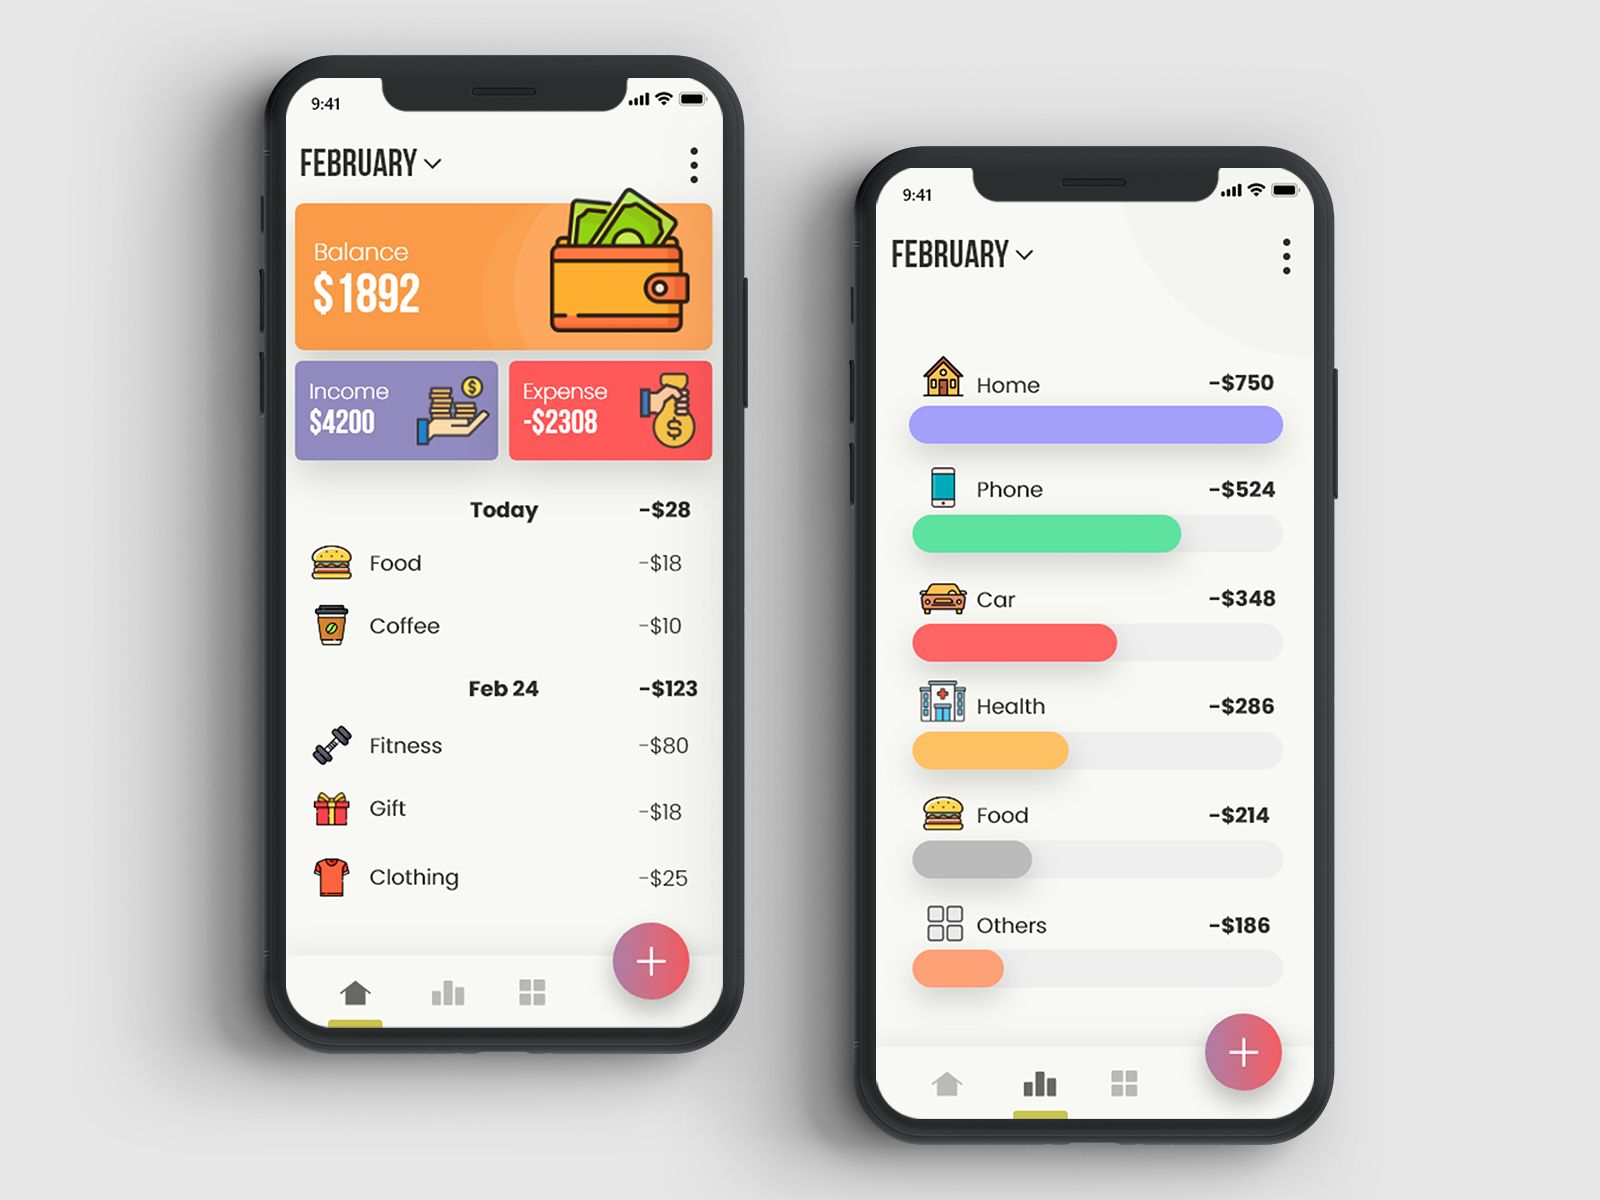 9:41
FEBRUARY
Balance
$1892
Income
$4200
$
Expense
-$2308
$
Today -$28
Food -$18
Coffee -$10
Feb 24 -$123
Fitness -$80
Gift -$18
Clothing -$25
9:41
FEBRUARY
Home -$750
Phone -$524
Car -$348
Health -$286
Food -$214
Others -$186